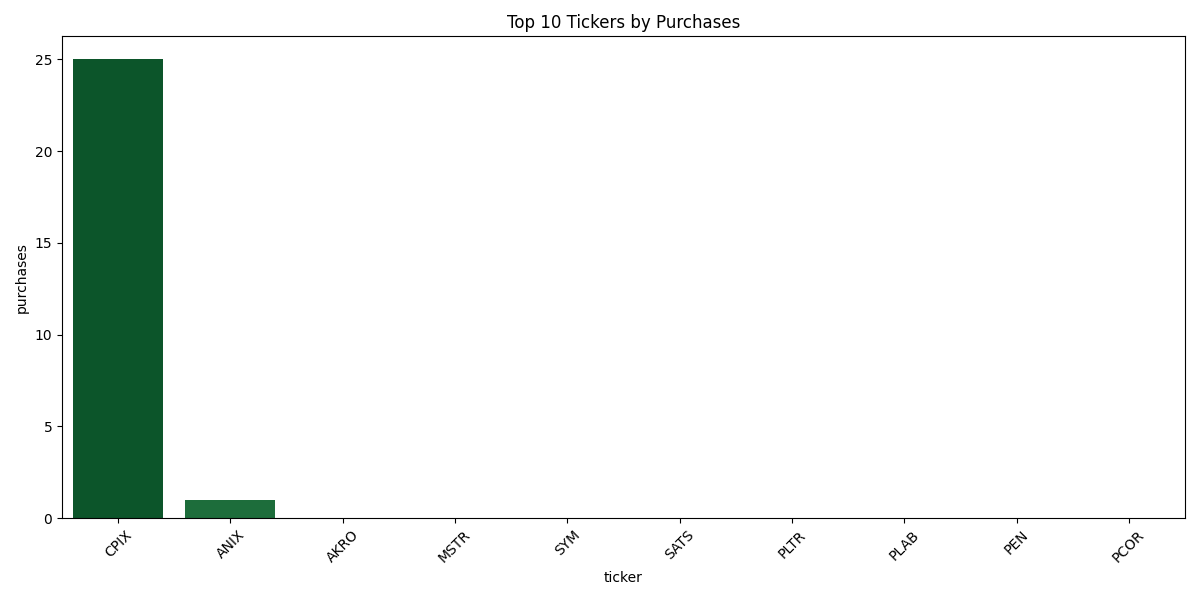 Top 10 Tickers by Purchases
purchases
25
20
15
10
5
0
CPIX ANIX AKRO MSTR SYM SATS PLTR PLAB PEN PCOR
ticker